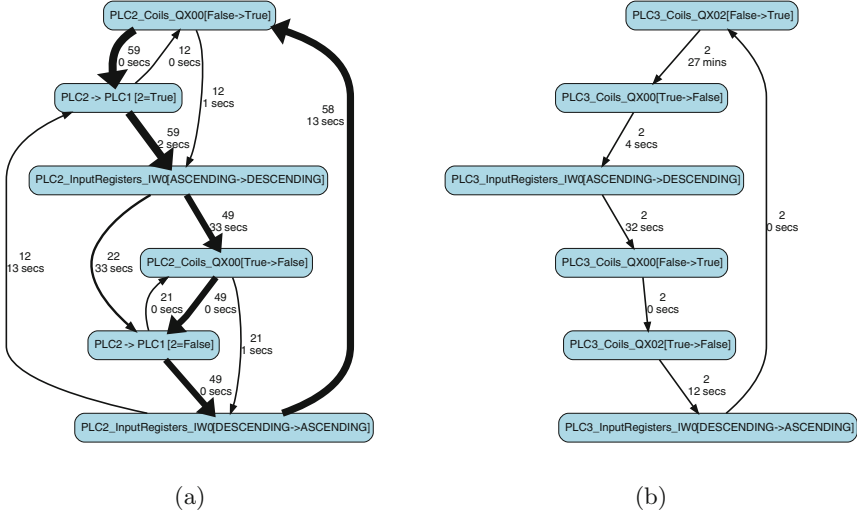 PLC2_Coils_QX00[False->True]
59
0 secs
12
0 secs
12
1 secs
58
13 secs
PLC2 -> PLC1 [2=True]
59
2 secs
PLC2_InputRegisters_IW0[ASCENDING->DESCENDING]
49
33 secs
12
13 secs
22
33 secs
PLC2_Coils_QX00[True->False]
21
0 secs
49
0 secs
21
1 secs
PLC2 -> PLC1 [2=False]
49
0 secs
PLC2_InputRegisters_IW0[DESCENDING->ASCENDING]
(a)
PLC3_Coils_QX02[False->True]
2
27 mins
PLC3_Coils_QX00[True->False]
2
4 secs
PLC3_InputRegisters_IW0[ASCENDING->DESCENDING]
2
0 secs
2
32 secs
PLC3_Coils_QX00[False->True]
2
0 secs
PLC3_Coils_QX02[True->False]
2
12 secs
PLC3_InputRegisters_IW0[DESCENDING->ASCENDING]
(b)